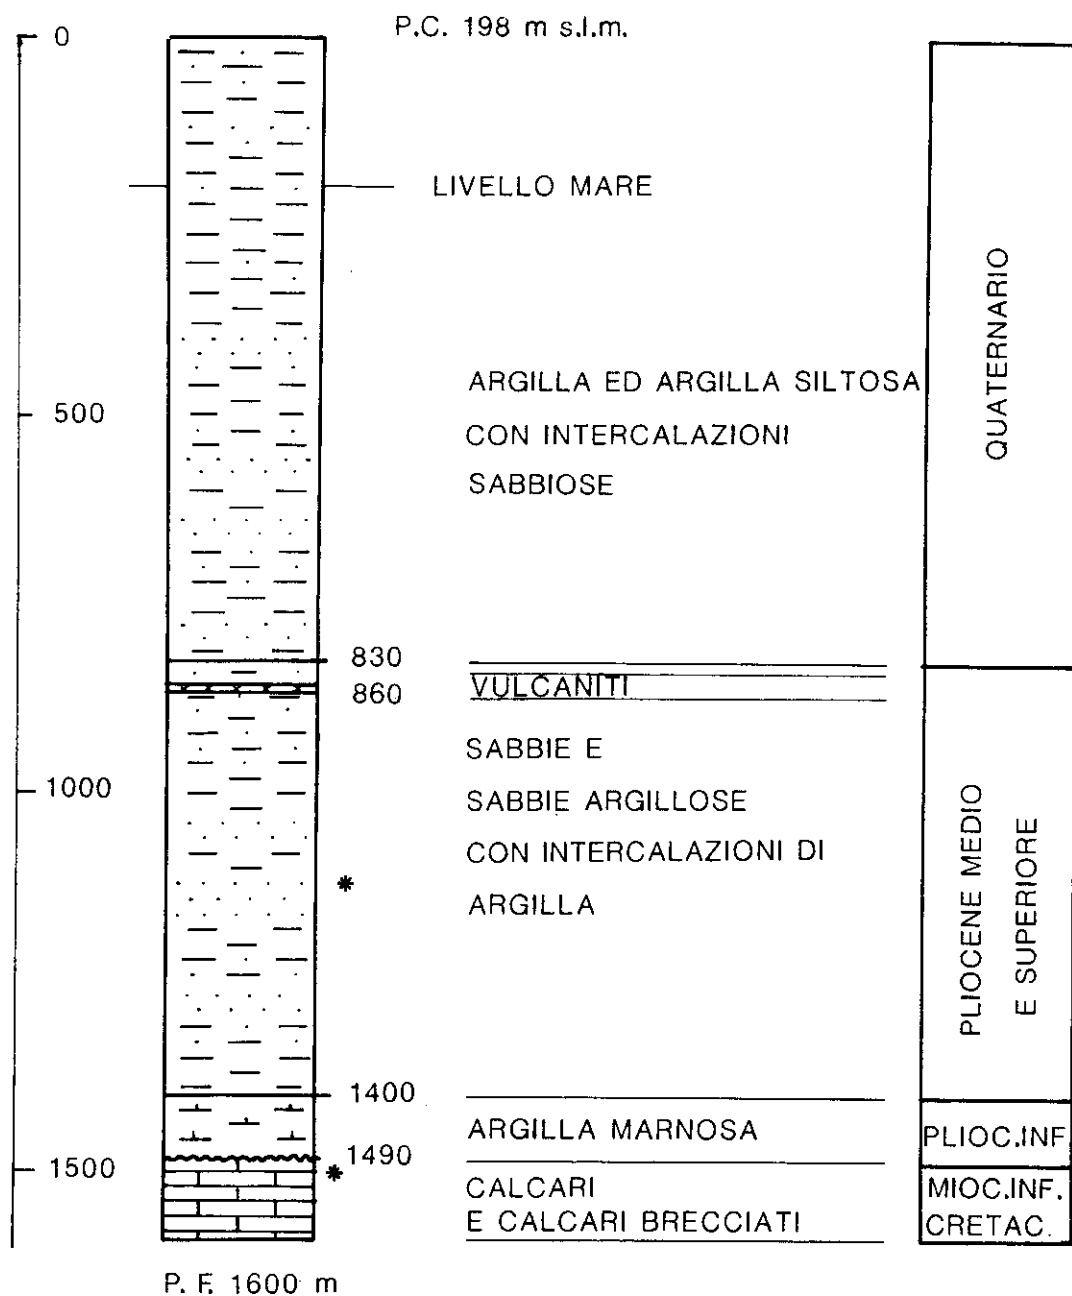 P.C. 198 m s.l.m.
0
LIVELLO MARE
QUATERNARIO
ARGILLA ED ARGILLA SILTOSA
500
CON INTERCALAZIONI
SABBIOSE
830
VULCANITI
860
SABBIE E
1000
SABBIE ARGILLOSE
CON INTERCALAZIONI DI
ARGILLA
PLIOCENE MEDIO
E SUPERIORE
1400
ARGILLA MARNOSA
PLIOC.INF
1490
1500
CALCARI
E CALCARI BRECCIATI
MIOC.INF.
CRETAC.
P. F. 1600 m